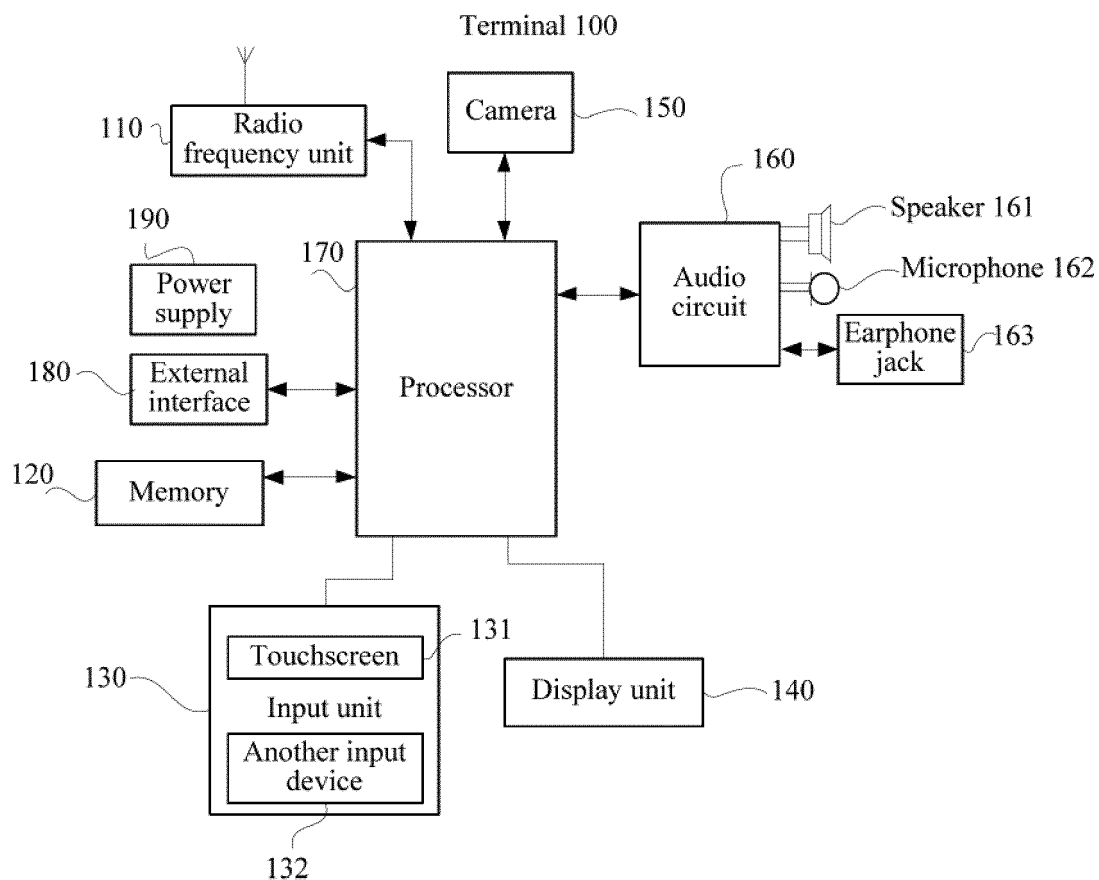 Terminal 100
Camera
150
110
Radio
frequency unit
160
Speaker 161
190
170
Audio
circuit
Microphone 162
Power
supply
Earphone
jack
163
180
External
interface
Processor
120
Memory
131
Touchscreen
130
Input unit
Display unit
140
Another input
device
132